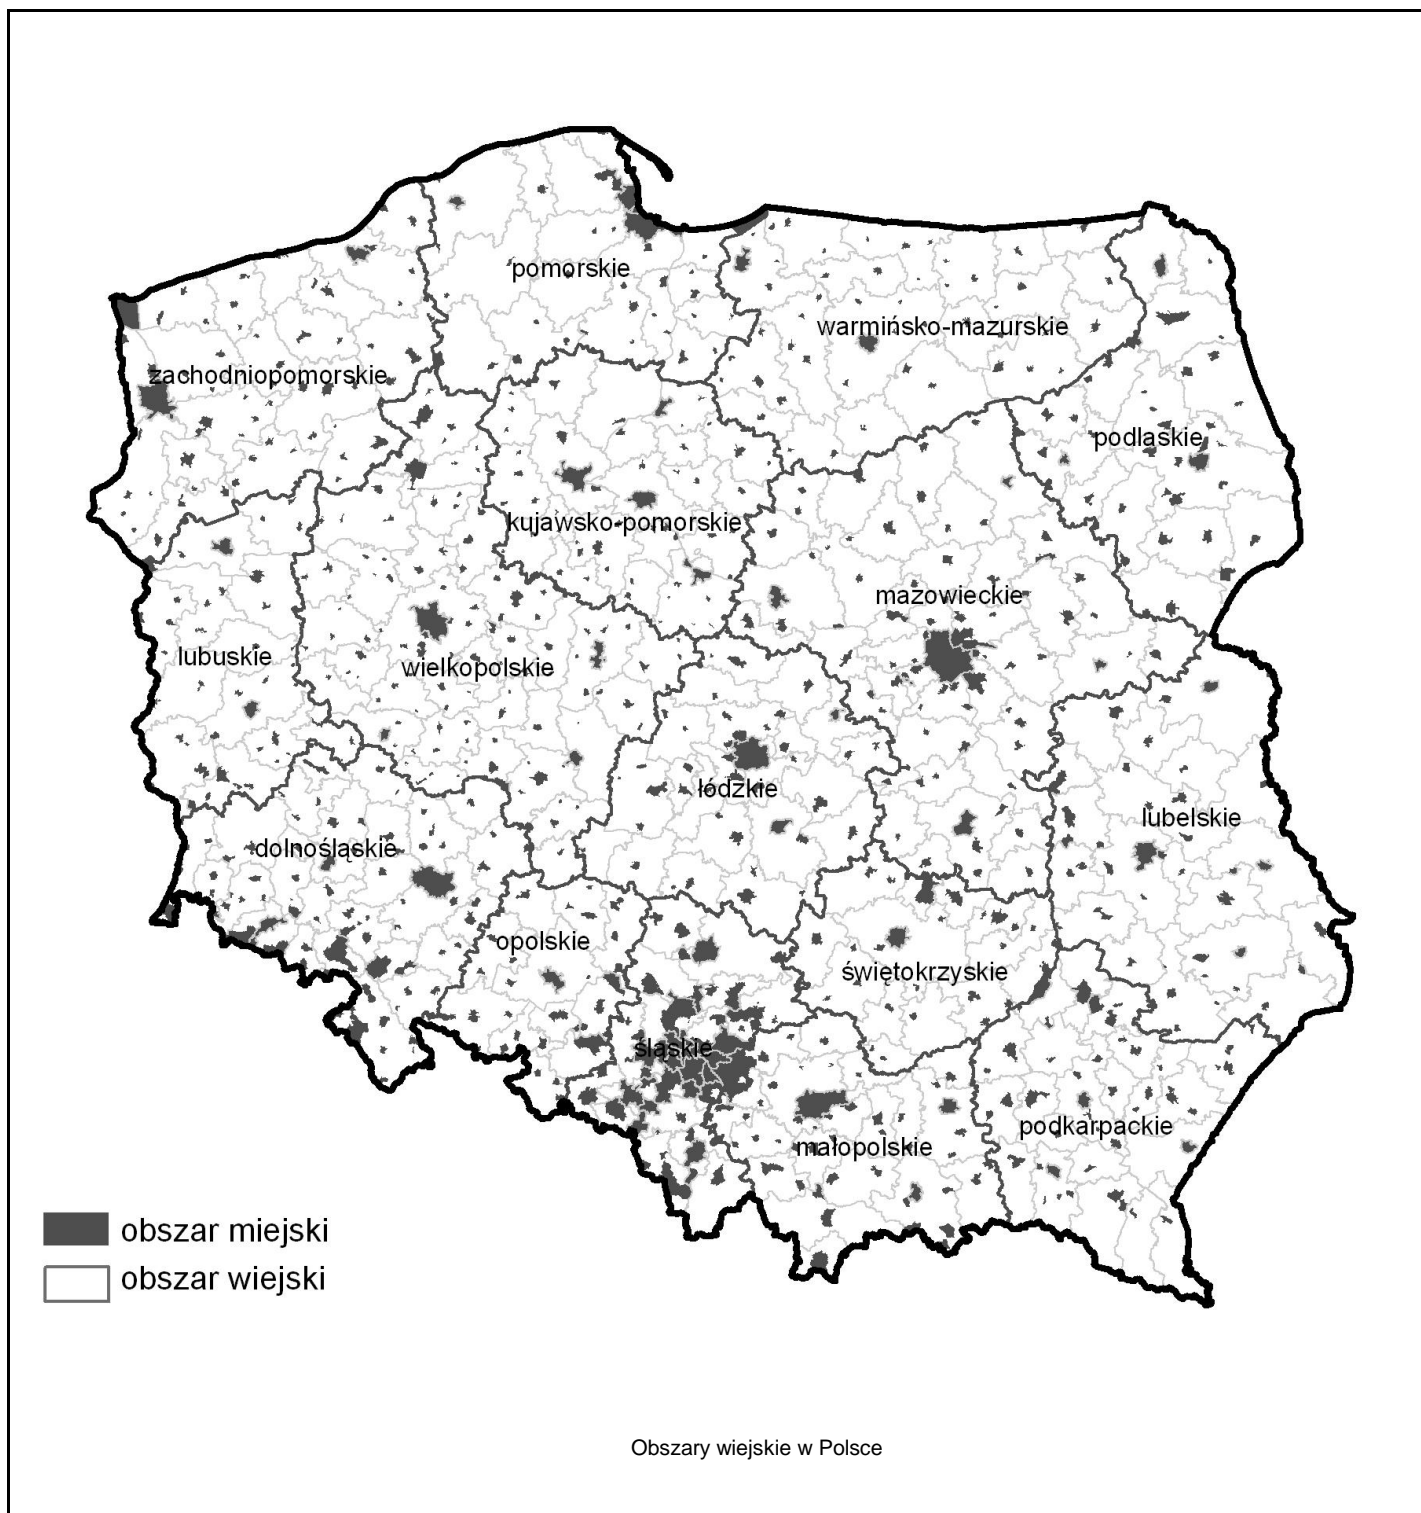 pomorskie
warmińsko-mazurskie
zachodniopomorskie
podlaskie
kujawsko-pomorskie
mazowieckie
lubuskie
wielkopolskie
łódzkie
lubelskie
dolnośląskie
opolskie
świętokrzyskie
śląskie
podkarpackie
małopolskie
obszar miejski
obszar wiejski
Obszary wiejskie w Polsce